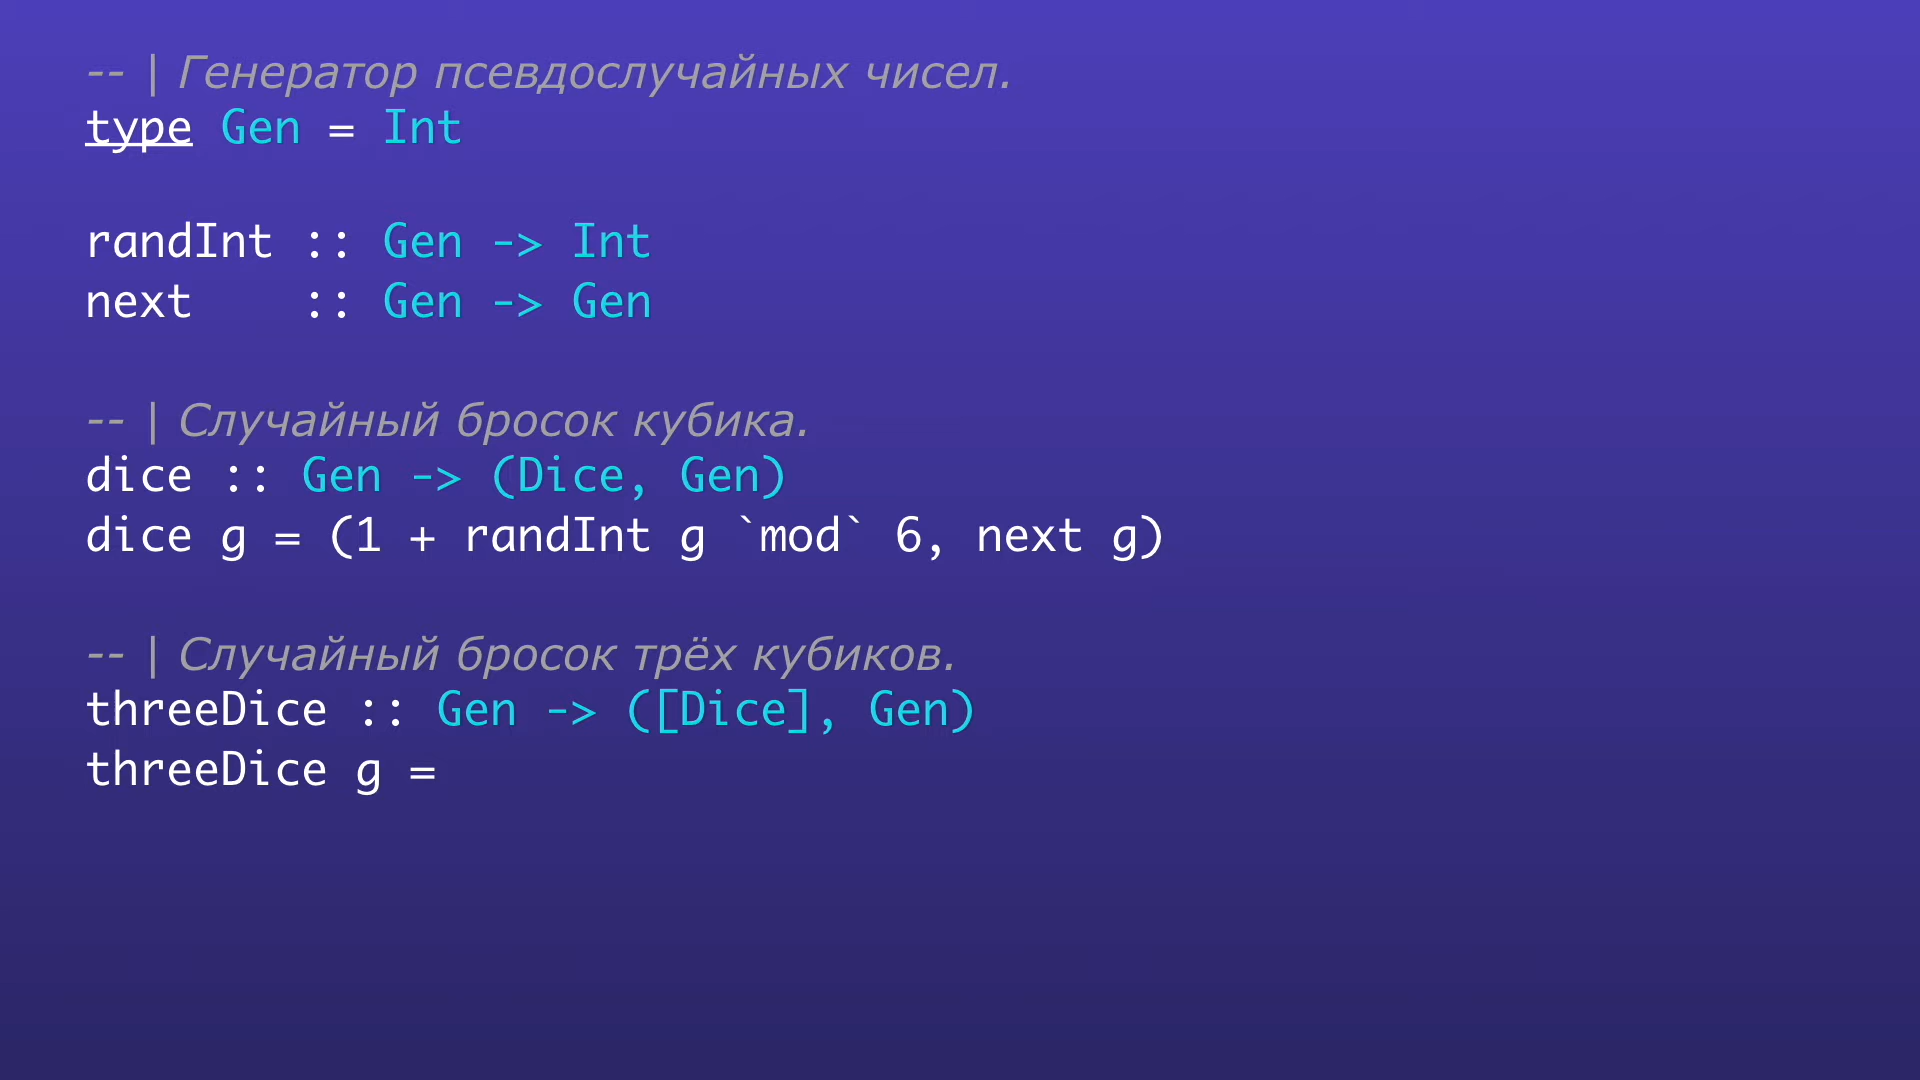 -- | Генератор псевдослучайных чисел.
type Gen = Int
randInt :: Gen -> Int
next    :: Gen -> Gen
-- | Случайный бросок кубика.
dice :: Gen -> (Dice, Gen)
dice g = (1 + randInt g `mod` 6, next g)
-- | Случайный бросок трёх кубиков.
threeDice :: Gen -> ([Dice], Gen)
threeDice g =